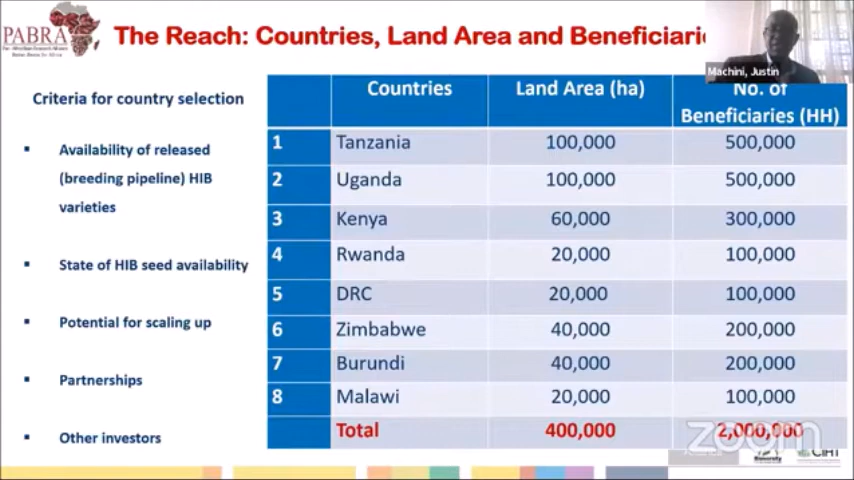 PABRA
The Reach: Countries, Land Area and Beneficiari
Machini, Justin
Criteria for country selection
▪ Availability of released
(breeding pipeline) HIB
varieties
▪ State of HIB seed availability
▪ Potential for scaling up
▪ Partnerships
▪ Other investors
Countries Land Area (ha) No. of
Beneficiaries (HH)
1 Tanzania 100,000 500,000
2 Uganda 100,000 500,000
3 Kenya 60,000 300,000
4 Rwanda 20,000 100,000
5 DRC 20,000 100,000
6 Zimbabwe 40,000 200,000
7 Burundi 40,000 200,000
8 Malawi 20,000 100,000
Total 400,000 2,000,000
zoom
CIAT